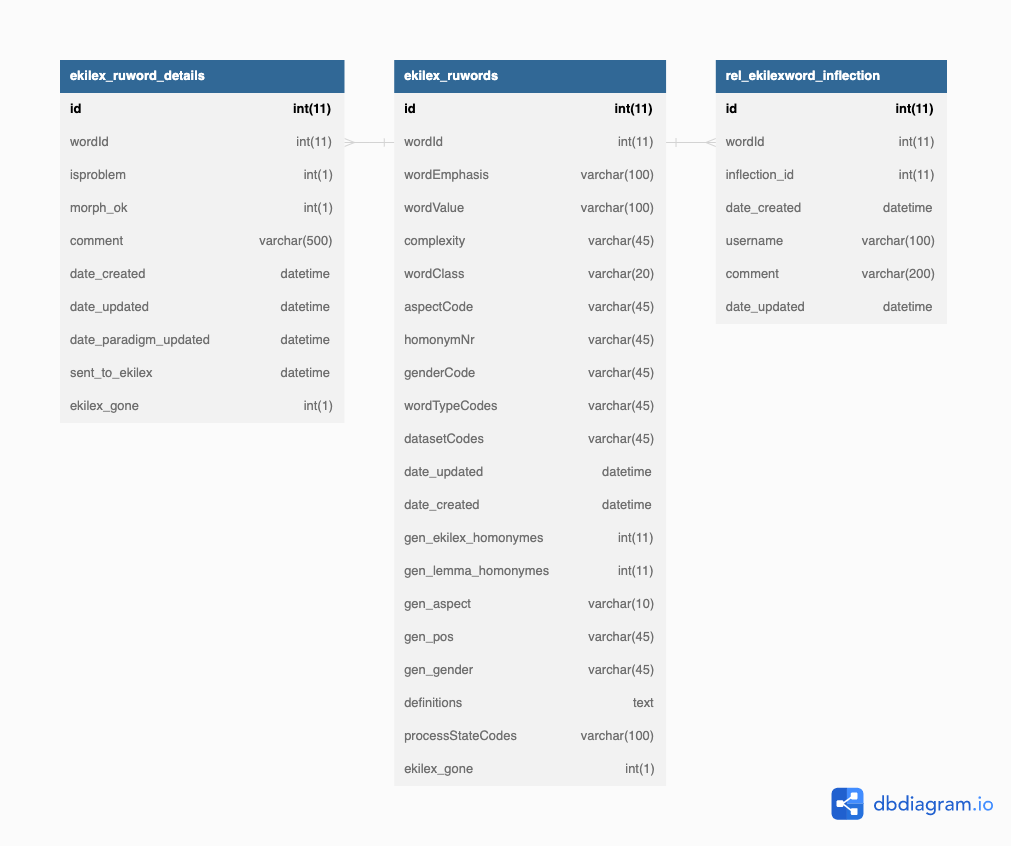 ekilex_ruword_details
id int(11)
wordId int(11)
isproblem int(1)
morph_ok int(1)
comment varchar(500)
date_created datetime
date_updated datetime
date_paradigm_updated datetime
sent_to_ekilex datetime
ekilex_gone int(1)
ekilex_ruwords
id int(11)
wordId int(11)
wordEmphasis varchar(100)
wordValue varchar(100)
complexity varchar(45)
wordClass varchar(20)
aspectCode varchar(45)
homonymNr varchar(45)
genderCode varchar(45)
wordTypeCodes varchar(45)
datasetCodes varchar(45)
date_updated datetime
date_created datetime
gen_ekilex_homonymes int(11)
gen_lemma_homonymes int(11)
gen_aspect varchar(10)
gen_pos varchar(45)
gen_gender varchar(45)
definitions text
processStateCodes varchar(100)
ekilex_gone int(1)
rel_ekilexword_inflection
id int(11)
wordId int(11)
inflection_id int(11)
date_created datetime
username varchar(100)
comment varchar(200)
date_updated datetime
dbdiagram.io